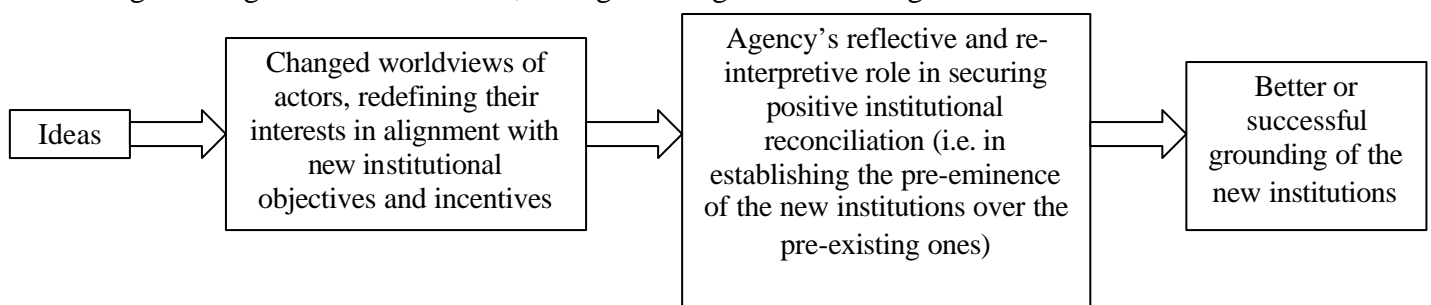 Ideas
Changed worldviews of
actors, redefining their
interests in alignment with
new institutional
objectives and incentives
Agency's reflective and re-
interpretive role in securing
positive institutional
reconciliation (i.e. in
establishing the pre-eminence
of the new institutions over the
pre-existing ones)
Better or
successful
grounding of the
new institutions